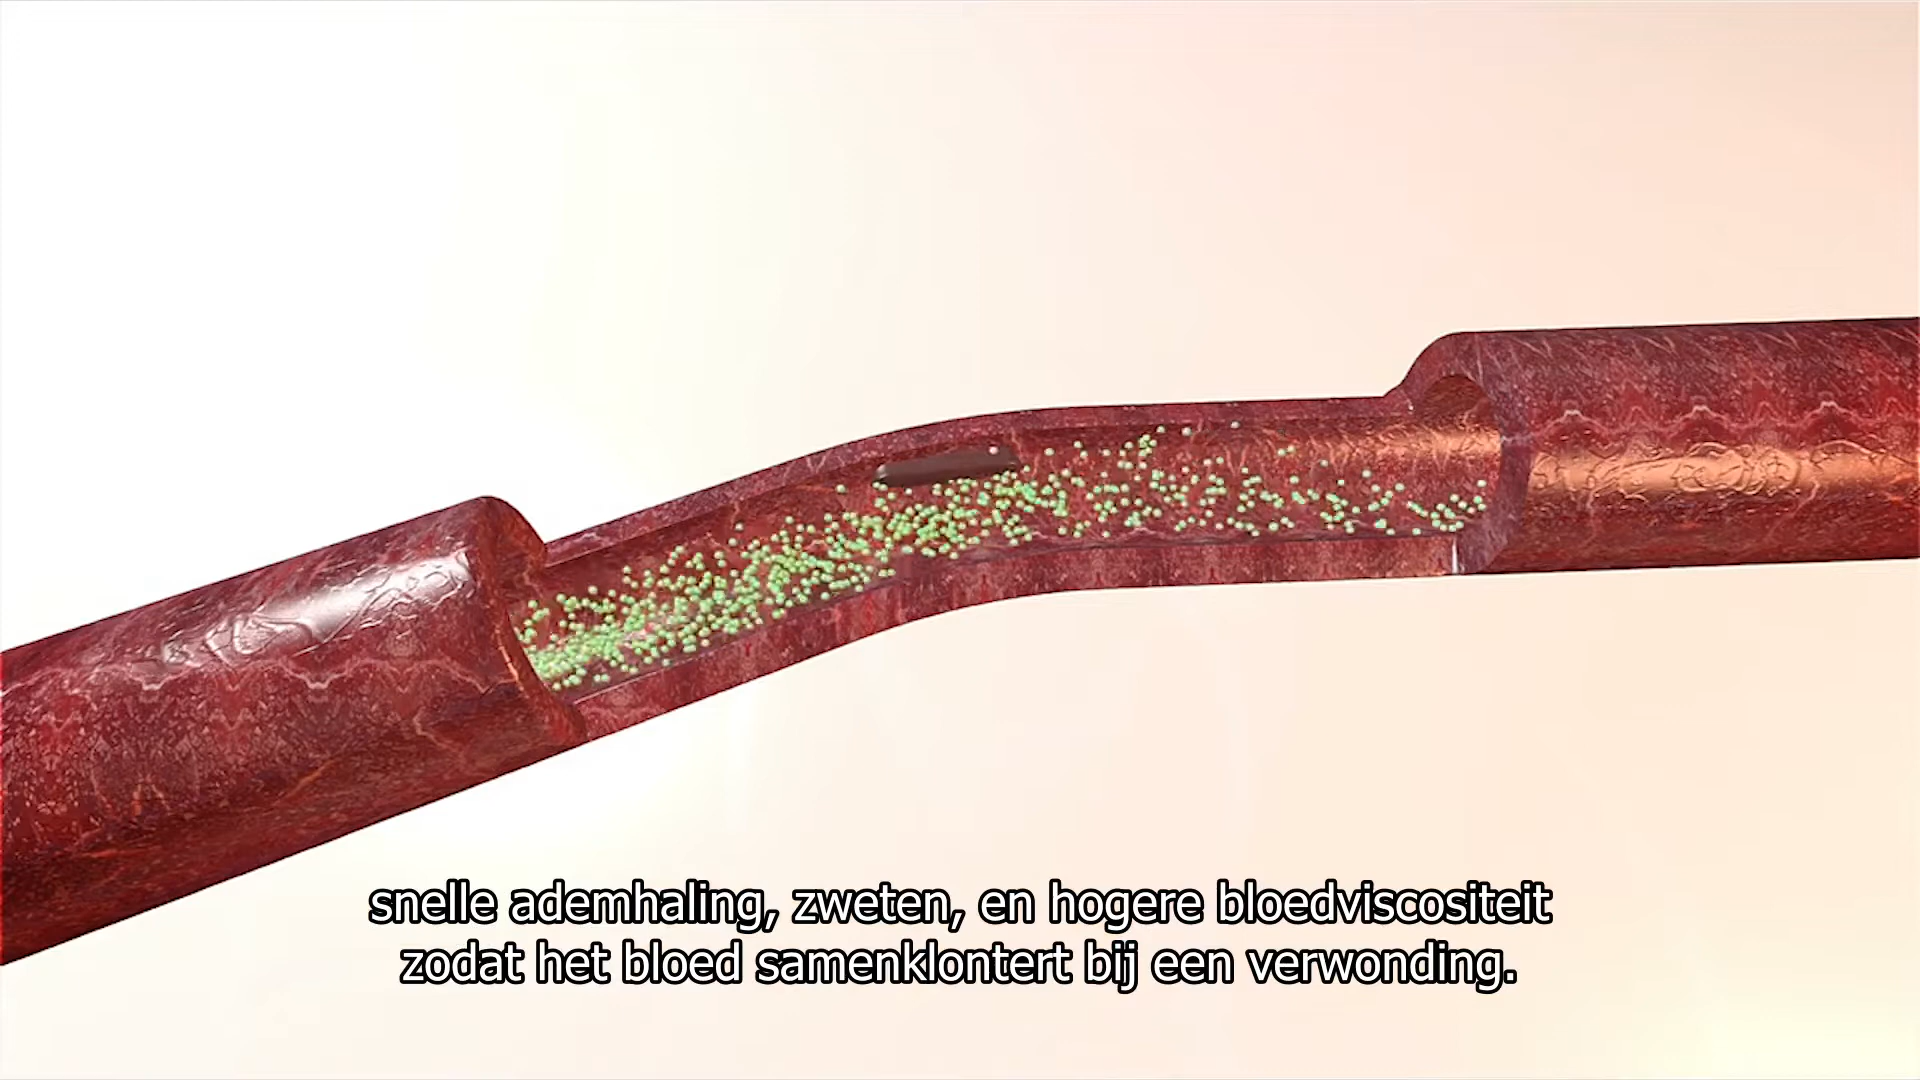 snelle ademhaling, zweten, en hogere bloedviscositeit
zodat het bloed samenklontert bij een verwonding.